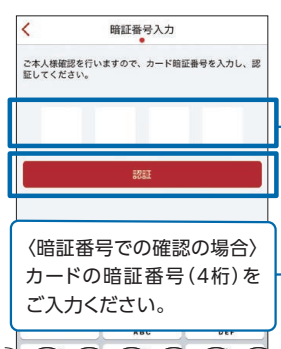 暗証番号入力
ご本人様確認を行いますので、カード暗証番号を入力し、認
証してください。
認証
〈暗証番号での確認の場合〉
カードの暗証番号(4桁)を
ご入力ください。
ABC
DEF